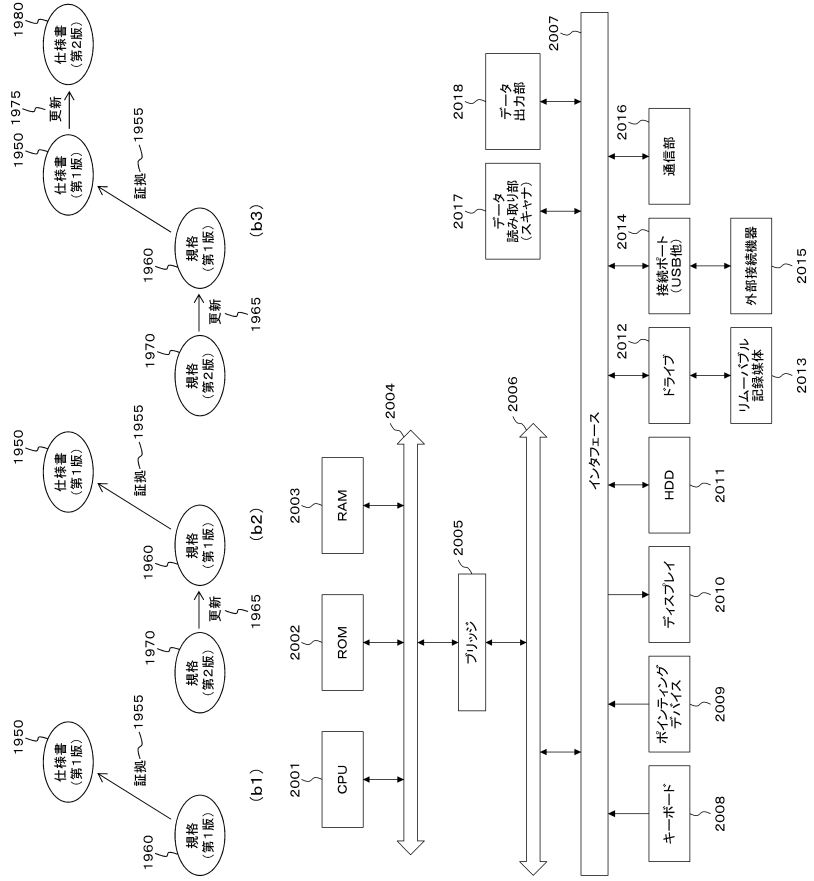 1950
仕様書
(第1版)
証拠
1955
1960
規格
(第1版)
(b1)
1950
仕様書
(第1版)
証拠
1955
1960
規格
(第1版)
1970
規格
(第2版)
更新
1965
(b2)
1950
仕様書
(第1版)
1975
更新
1980
仕様書
(第2版)
証拠
1955
1960
規格
(第1版)
1970
規格
(第2版)
更新
1965
(b3)
2001
CPU
2002
ROM
2003
RAM
2004
2005
ブリッジ
2006
2017
データ
読み取り部
(スキャナ)
2018
データ
出力部
2007
インタフェース
キーボード
2008
ポインティング
デバイス
2009
ディスプレイ
2010
HDD
2011
2012
ドライブ
リムーバブル
記録媒体
2013
2014
接続ポート
(USB他)
外部接続機器
2015
2016
通信部